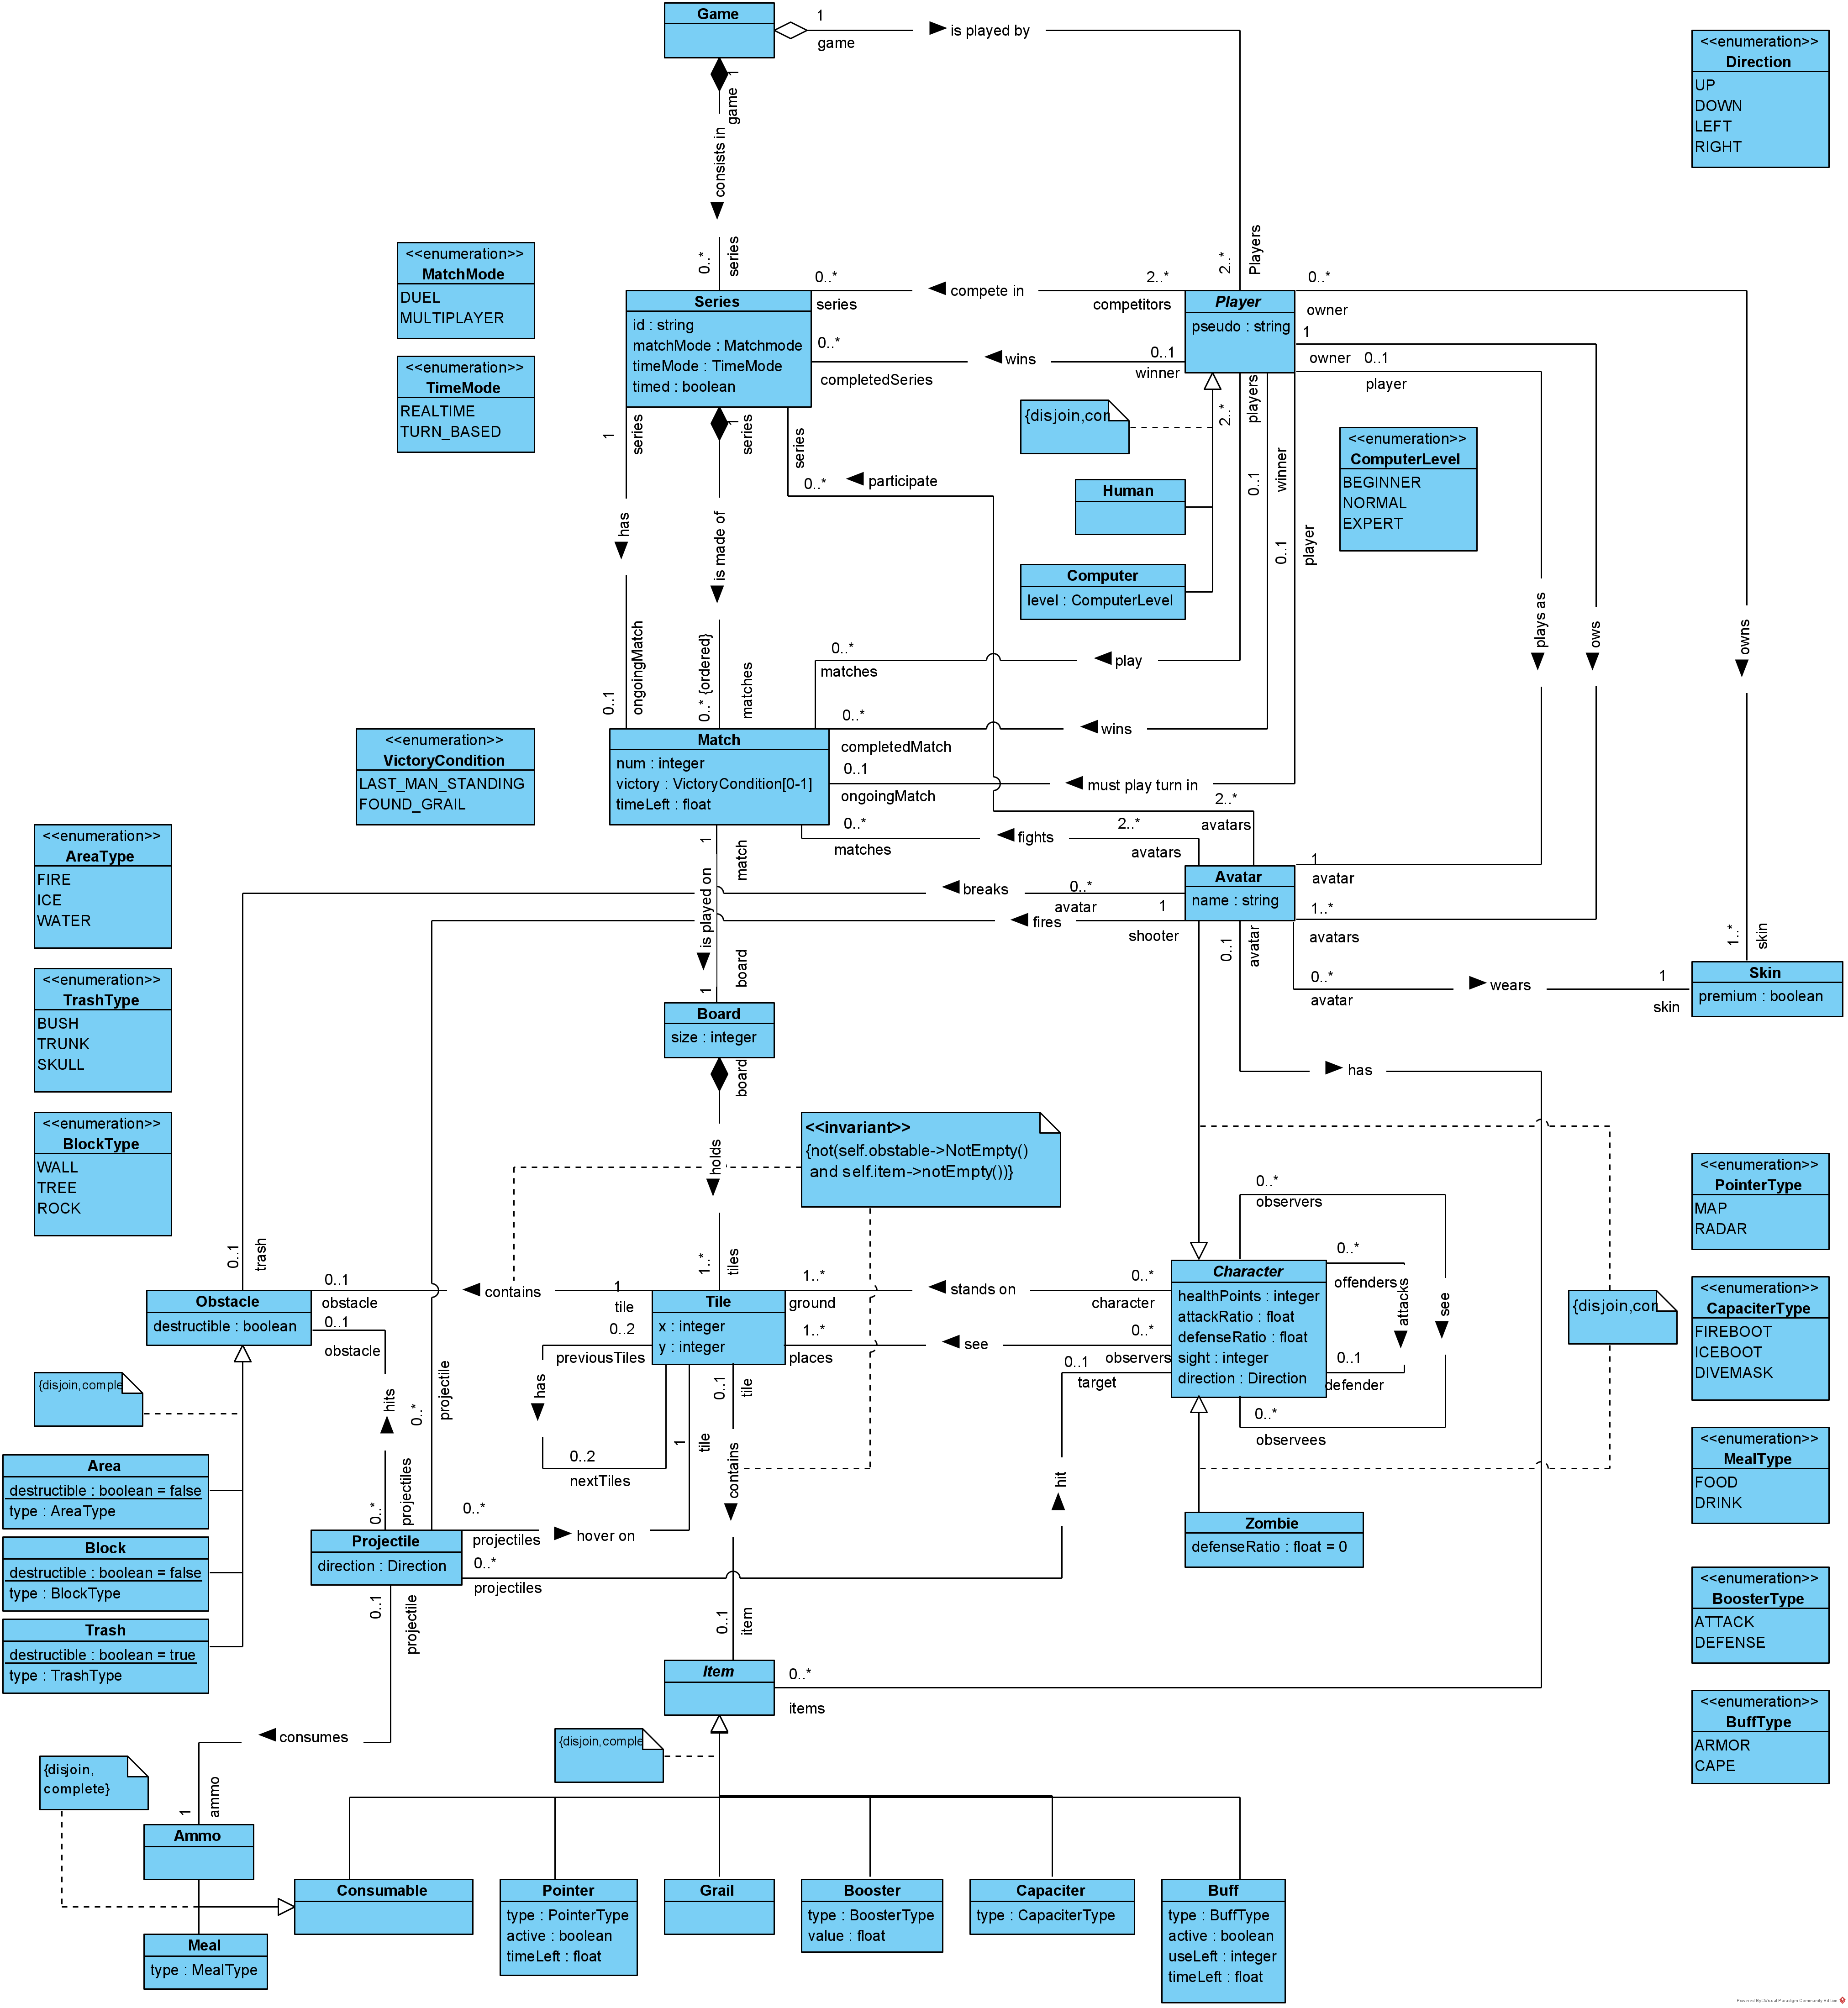 Game
1
game
is played by
<<enumeration>>
Direction
UP
DOWN
LEFT
RIGHT
1
game
consists in
0..*
series
2..*
Players
<<enumeration>>
MatchMode
DUEL
MULTIPLAYER
<<enumeration>>
TimeMode
REALTIME
TURN_BASED
Series
id : string
matchMode : Matchmode
timeMode : TimeMode
timed : boolean
0..*
series
compete in
2..*
competitors
0..*
completedSeries
wins
0..1
winner
Player
pseudo : string
0..*
owner
1
owner
0..1
player
{disjoin,con
2..*
players
0..1
winner
0..1
player
<<enumeration>>
ComputerLevel
BEGINNER
NORMAL
EXPERT
Human
Computer
level : ComputerLevel
1
series
has
0..1
ongoingMatch
1
series
is made of
0..* {ordered}
matches
series
0..*
participate
plays as
ows
owns
0..*
matches
play
0..*
completedMatch
wins
0..1
ongoingMatch
must play turn in
<<enumeration>>
VictoryCondition
LAST_MAN_STANDING
FOUND_GRAIL
Match
num : integer
victory : VictoryCondition[0-1]
timeLeft : float
2..*
avatars
0..*
matches
fights
2..*
avatars
<<enumeration>>
AreaType
FIRE
ICE
WATER
1
match
is played on
1
board
breaks
0..*
avatar
fires
1
shooter
Avatar
name : string
1
avatar
1..*
avatars
0..1
avatar
0..*
avatar
wears
1
skin
1..*
skin
Skin
premium : boolean
<<enumeration>>
TrashType
BUSH
TRUNK
SKULL
Board
size : integer
board
has
<<enumeration>>
BlockType
WALL
TREE
ROCK
holds
1..*
tiles
<<invariant>>
{not(self.obstable->NotEmpty()
and self.item->notEmpty())}
<<enumeration>>
PointerType
MAP
RADAR
0..1
trash
0..*
observers
Obstacle
destructible : boolean
0..1
obstacle
contains
1
tile
Tile
x : integer
y : integer
1..*
ground
stands on
0..*
character
1..*
places
see
0..*
observers
Character
healthPoints : integer
attackRatio : float
defenseRatio : float
sight : integer
direction : Direction
0..*
offenders
attacks
see
0..1
defender
0..*
observees
{disjoin,con
<<enumeration>>
CapaciterType
FIREBOOT
ICEBOOT
DIVEMASK
0..1
obstacle
hits
0..*
projectiles
0..*
projectile
0..2
previousTiles
has
0..2
nextTiles
1
tile
0..1
tile
contains
0..1
item
0..1
target
hit
{disjoin,comple
Area
destructible : boolean = false
type : AreaType
Block
destructible : boolean = false
type : BlockType
Trash
destructible : boolean = true
type : TrashType
<<enumeration>>
MealType
FOOD
DRINK
Projectile
direction : Direction
0..*
projectiles
hover on
0..*
projectiles
Zombie
defenseRatio : float = 0
<<enumeration>>
BoosterType
ATTACK
DEFENSE
0..1
projectile
consumes
1
ammo
Item
0..*
items
{disjoin,comple
<<enumeration>>
BuffType
ARMOR
CAPE
{disjoin,
complete}
Ammo
Meal
type : MealType
Consumable
Pointer
type : PointerType
active : boolean
timeLeft : float
Grail
Booster
type : BoosterType
value : float
Capaciter
type : CapaciterType
Buff
type : BuffType
active : boolean
useLeft : integer
timeLeft : float
Powered By Visual Paradigm Community Edition